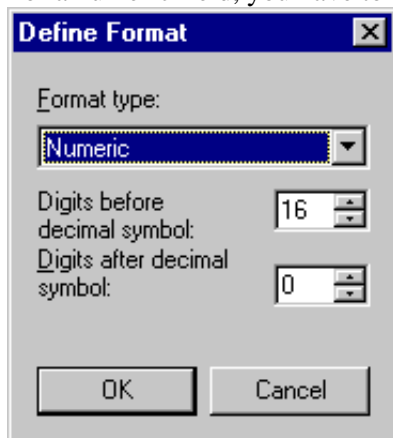 Define Format
Format type:
Numeric
Digits before
decimal symbol:
16
Digits after decimal
symbol:
0
OK
Cancel